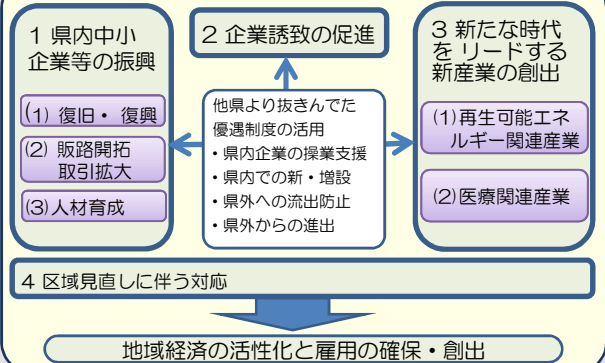 1 県内中小
企業等の振興
(1) 復旧・ 復興
(2) 販路開拓
取引拡大
(3)人材育成
2 企業誘致の促進
他県より抜きんでた
優遇制度の活用
・県内企業の操業支援
・県内での新・増設
・県外への流出防止
・県外からの進出
3 新たな時代
を リードする
新産業の創出
(1)再生可能エネ
ルギー関連産業
(2)医療関連産業
4 区域見直しに伴う対応
地域経済の活性化と雇用の確保・創出